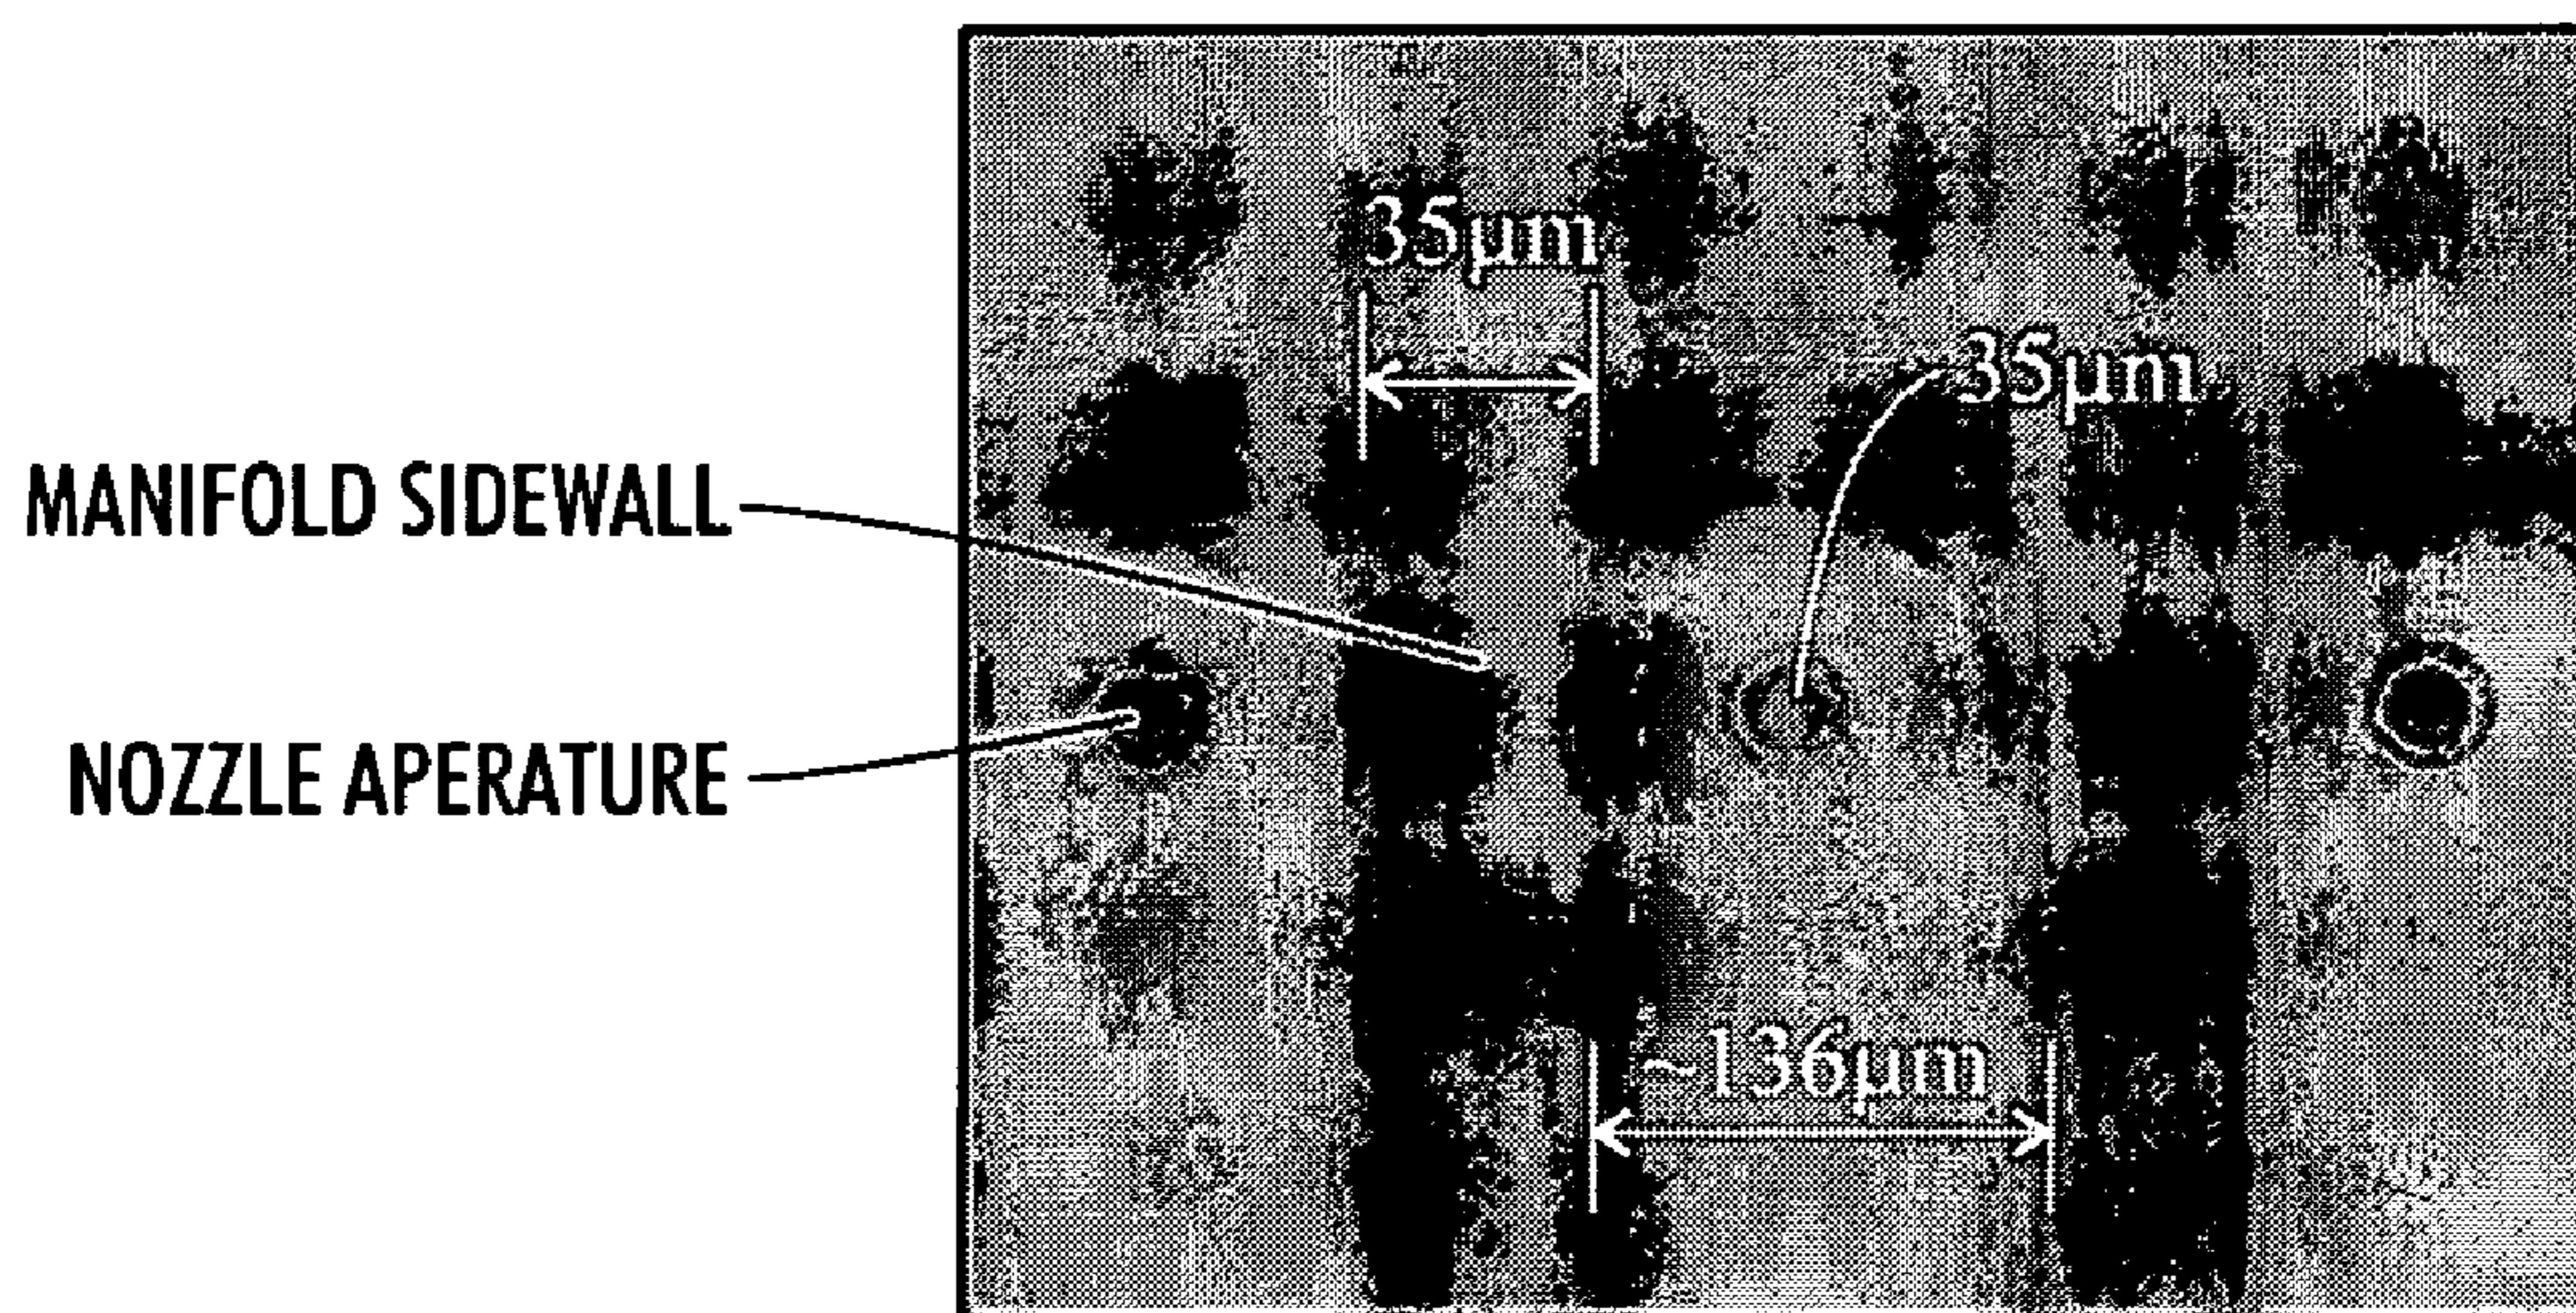 35µm
35µm
MANIFOLD SIDEWALL
NOZZLE APERATURE
~136µm